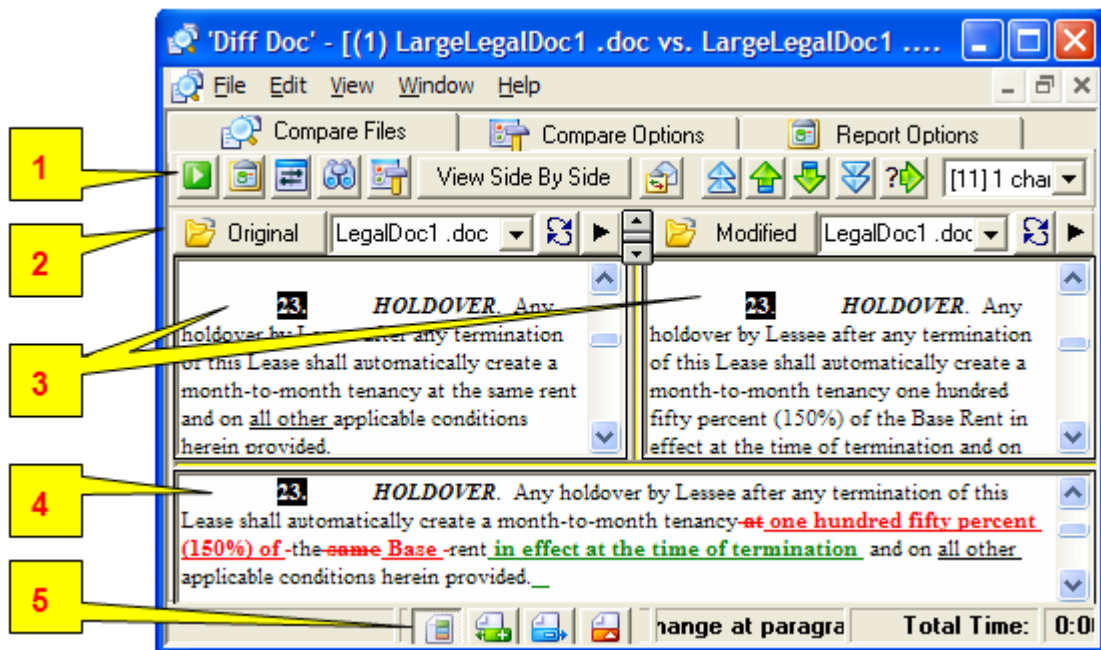 'Diff Doc' - [(1) LargeLegalDoc1 .doc vs. LargeLegalDoc1 ....
File Edit View Window Help
Compare Files Compare Options Report Options
1
View Side By Side [11] 1 char
2
Original LegalDoc1 .doc Modified LegalDoc1 .doc
3
23. HOLDOVER. Any
holdover by Lessee after any termination
of this Lease shall automatically create a
month-to-month tenancy at the same rent
and on all other applicable conditions
herein provided.
23. HOLDOVER. Any
holdover by Lessee after any termination
of this Lease shall automatically create a
month-to-month tenancy one hundred
fifty percent (150%) of the Base Rent in
effect at the time of termination and on
4
23. HOLDOVER. Any holdover by Lessee after any termination of this
Lease shall automatically create a month-to-month tenancy at one hundred fifty percent
(150%) of the same Base rent in effect at the time of termination and on all other
applicable conditions herein provided.
5
hange at paragra Total Time: 0:0